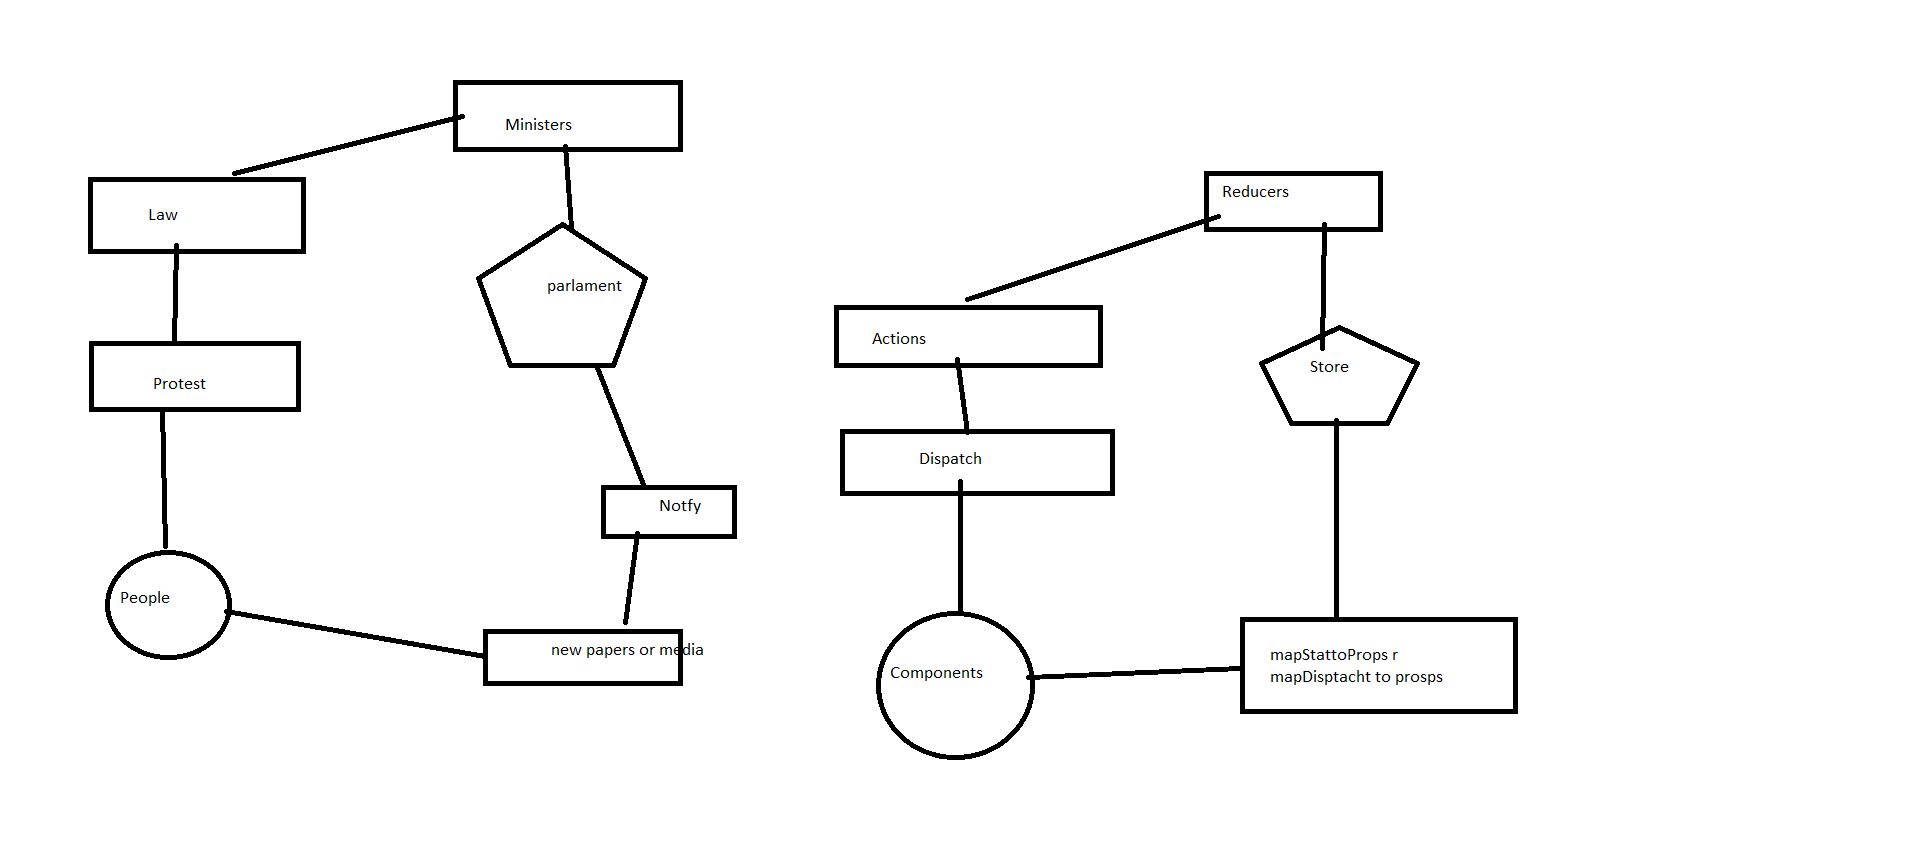 Ministers
Law
parlament
Protest
Notfy
People
new papers or media
Reducers
Actions
Store
Dispatch
Components
mapStattoProps r
mapDisptacht to prosps